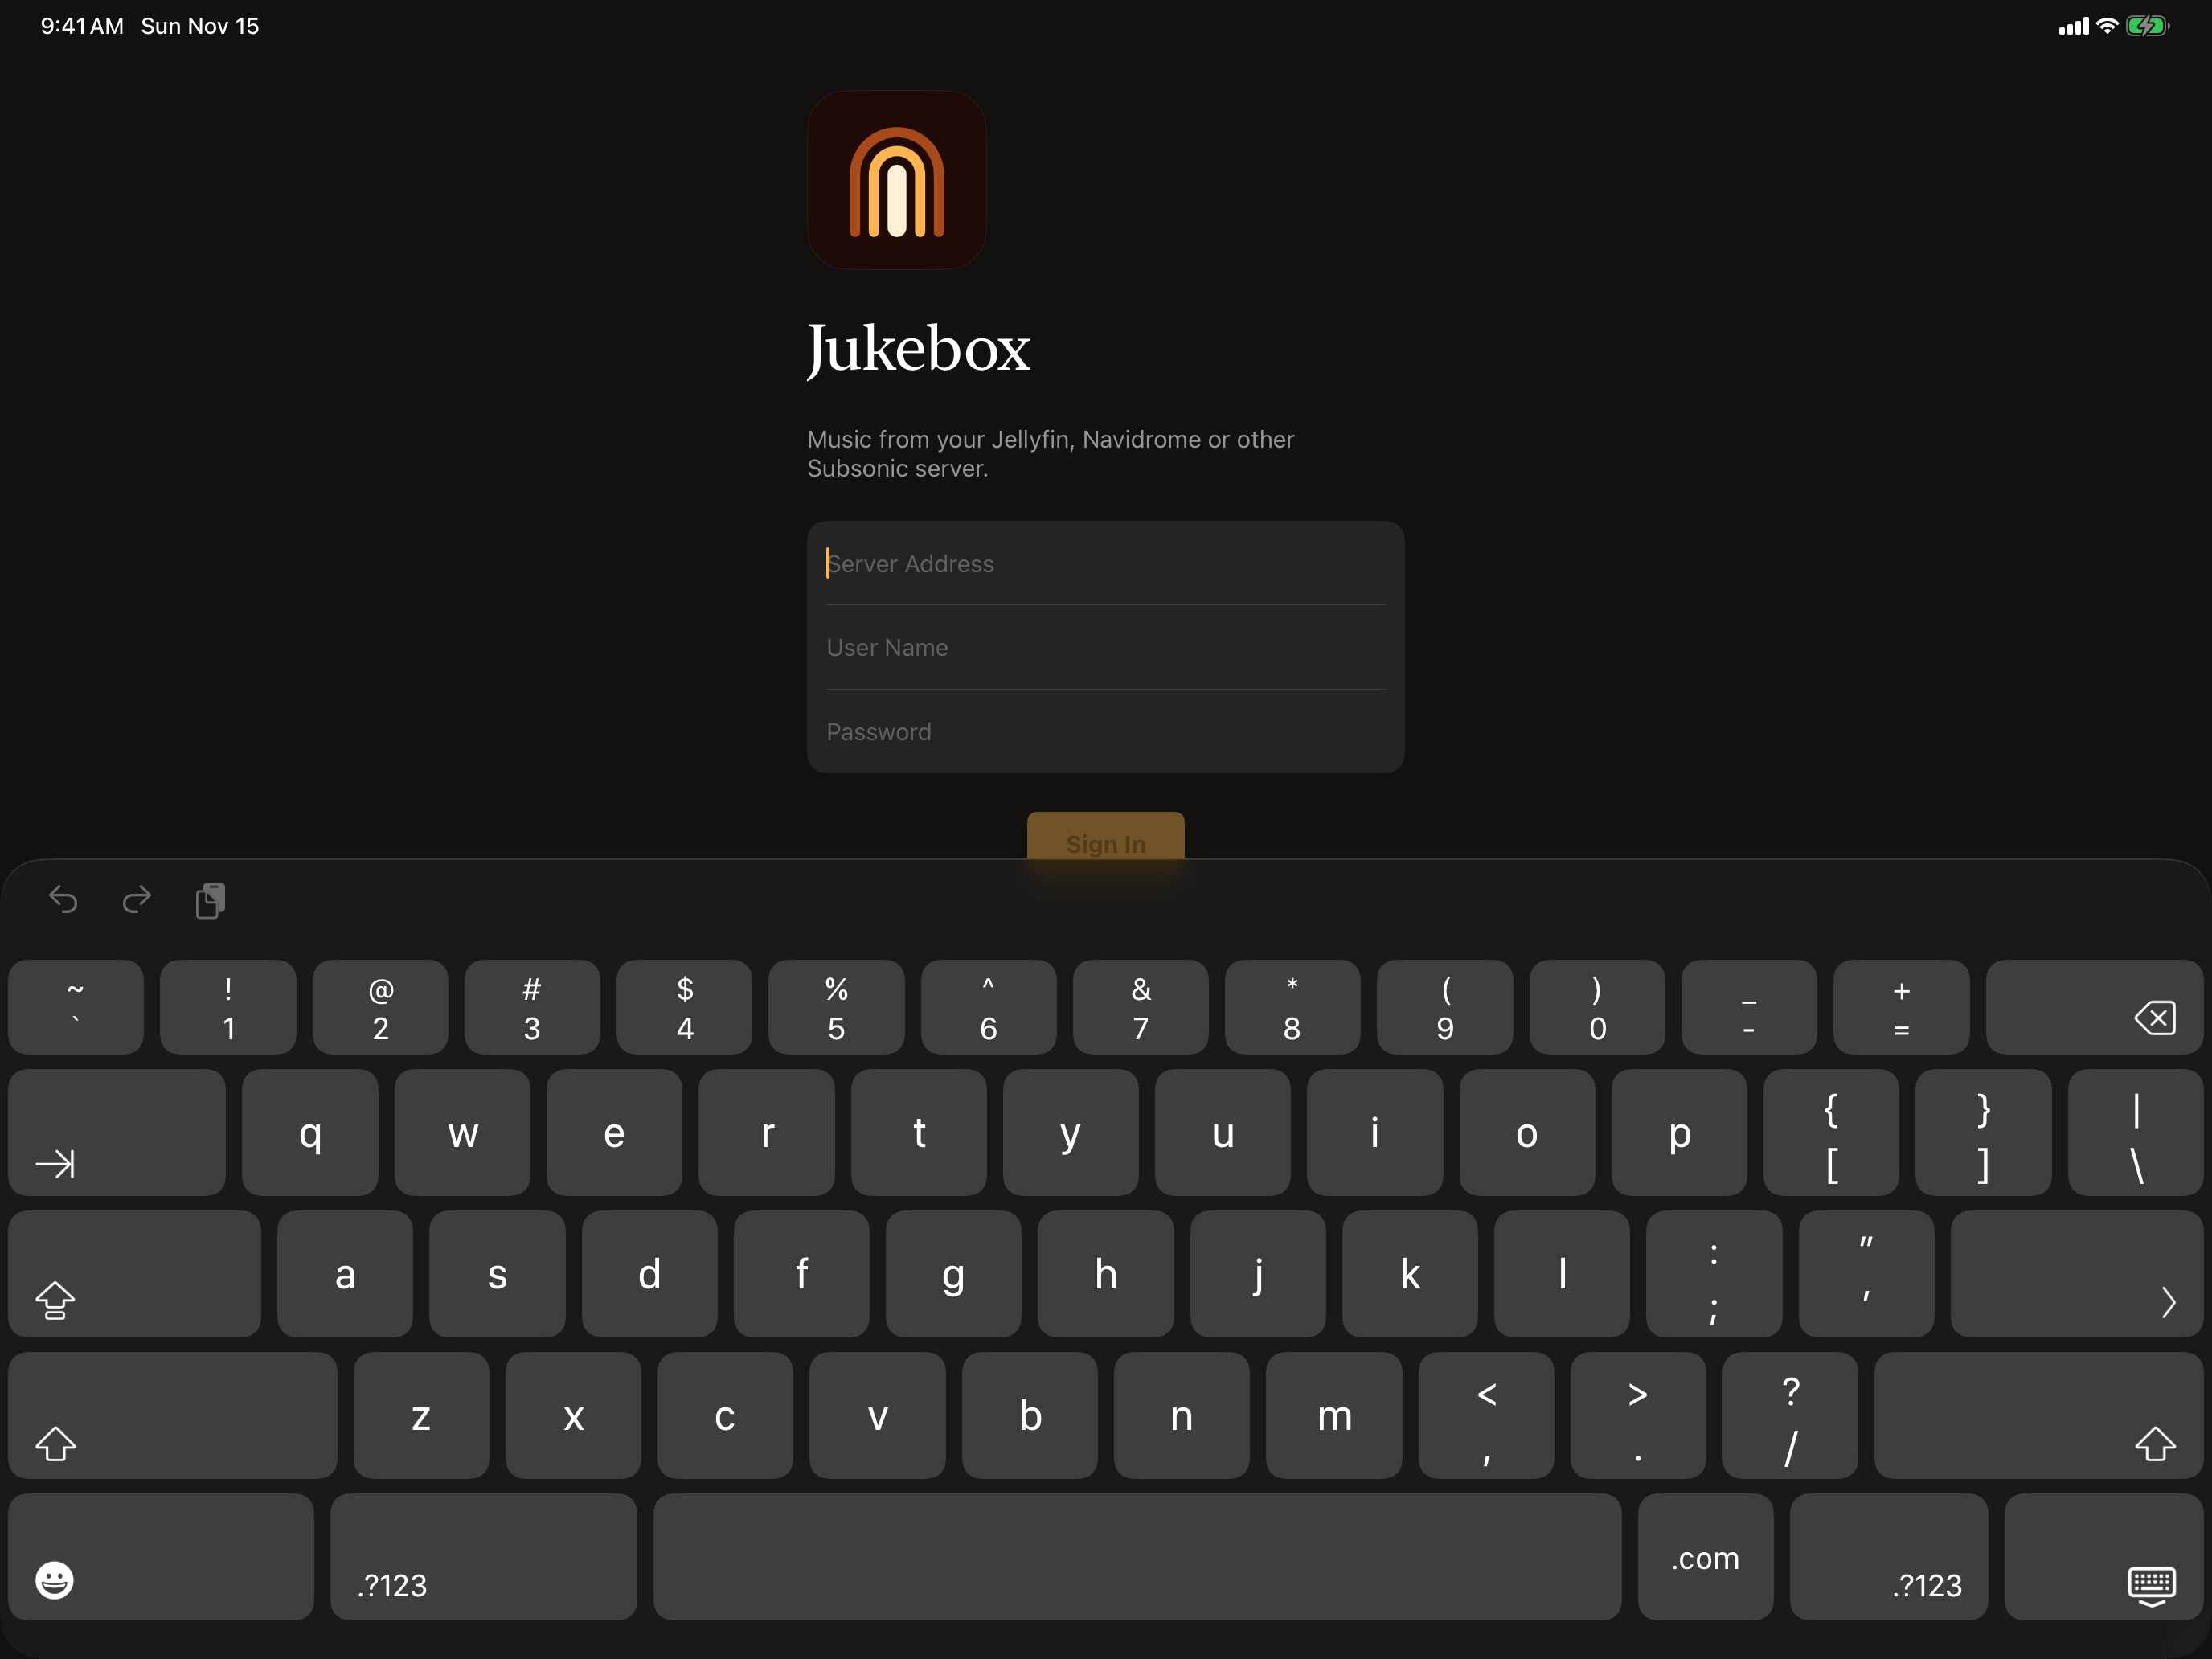 9:41 AM Sun Nov 15
Jukebox
Music from your Jellyfin, Navidrome or other
Subsonic server.
Server Address
User Name
Password
Sign In
~ ! @ # $ % ^ & * ( ) _ +
` 1 2 3 4 5 6 7 8 9 0 - =
q w e r t y u i o p { } |
[ ] \
a s d f g h j k l : "
; '
z x c v b n m < > ?
, . /
.?123 .com .?123